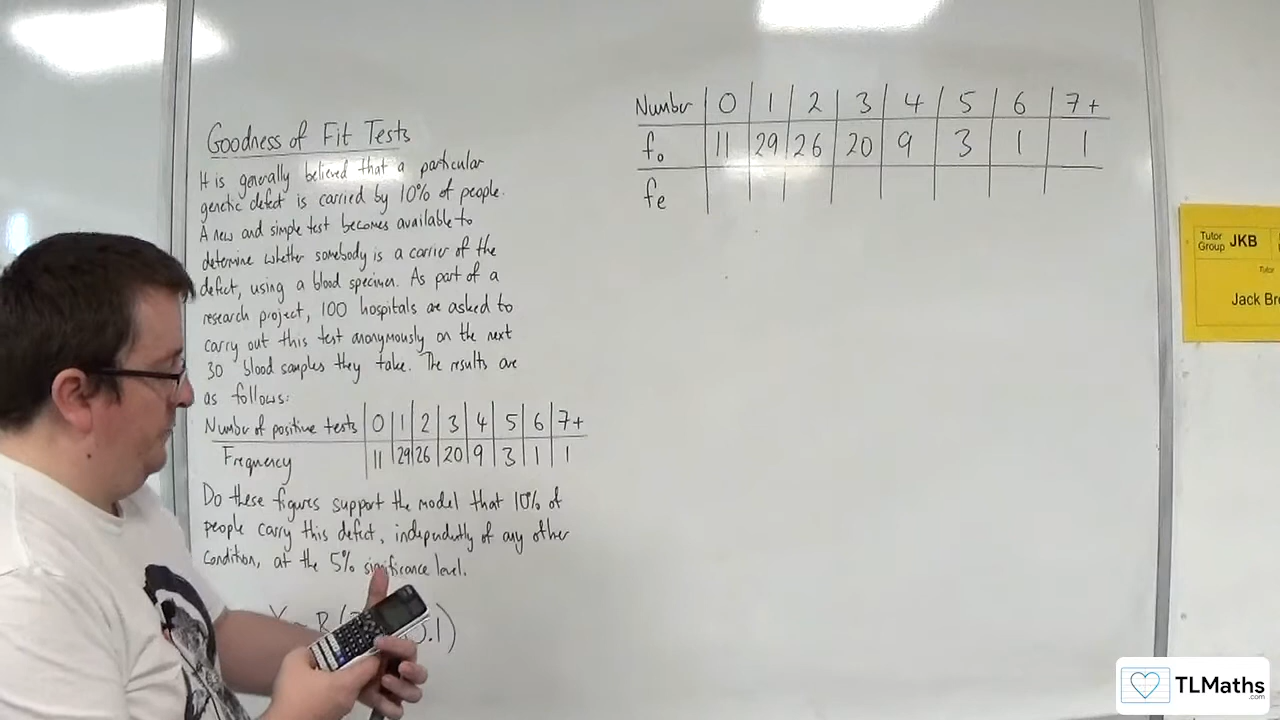 Goodness of Fit Tests
It is generally believed that a particular
genetic defect is carried by 10% of people.
A new and simple test becomes available to
determine whether somebody is a carrier of the
defect, using a blood specimen. As part of a
research project, 100 hospitals are asked to
carry out this test anonymously on the next
30 blood samples they take. The results are
as follows:
Number of positive tests 0 1 2 3 4 5 6 7+
Frequency 11 29 26 20 9 3 1 1
Do these figures support the model that 10% of
people carry this defect, independently of any other
condition, at the 5% significance level.
0.1)
Number 0 1 2 3 4 5 6 7+
fo 11 29 26 20 9 3 1 1
fe
Tutor
Group JKB
Tutor
Jack Bre
TLMaths
.com